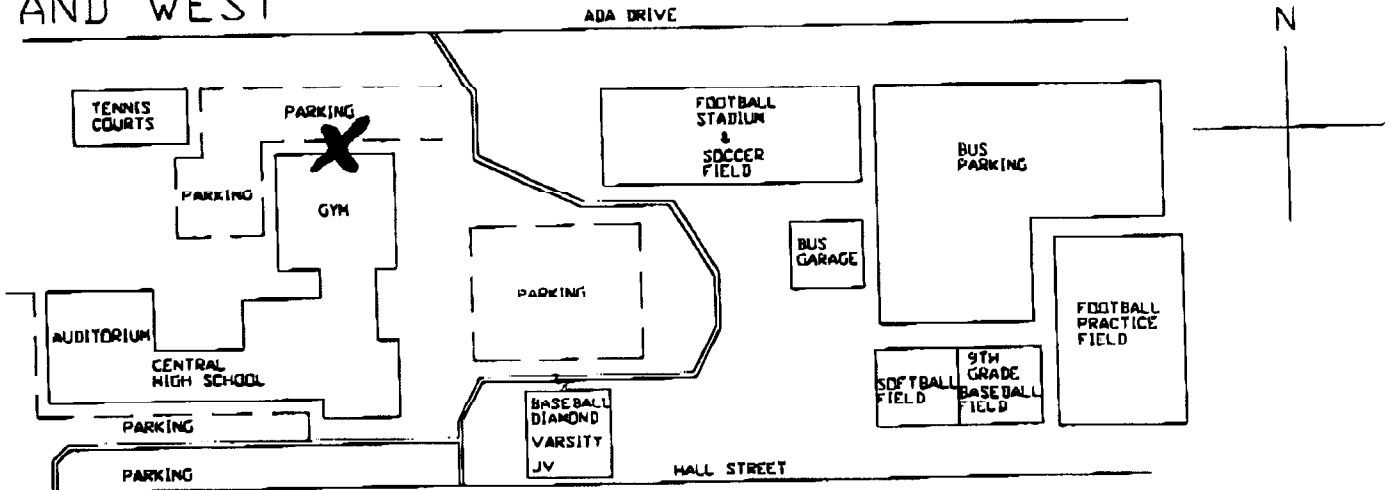 AND WEST
ADA DRIVE
N
TENNIS
COURTS
PARKING
FOOTBALL
STADIUM
&
SOCCER
FIELD
BUS
PARKING
PARKING
GYM
BUS
GARAGE
PARKING
FOOTBALL
PRACTICE
FIELD
AUDITORIUM
CENTRAL
HIGH SCHOOL
SOFTBALL
FIELD
9TH
GRADE
BASEBALL
FIELD
BASEBALL
DIAMOND
VARSITY
JV
PARKING
PARKING
HALL STREET